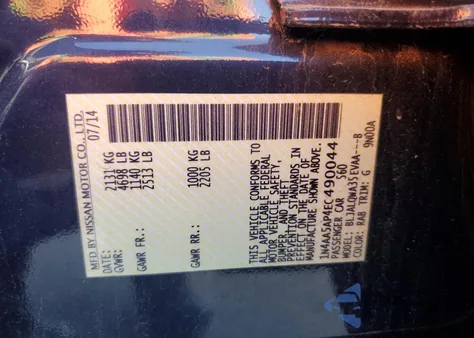 MFD BY NISSAN MOTOR CO., LTD.
DATE: 07/14
GVWR: 2131 KG
4698 LB
GAWR FR.: 1140 KG
2513 LB
GAWR RR.: 1000 KG
2205 LB
THIS VEHICLE CONFORMS TO
ALL APPLICABLE FEDERAL
MOTOR VEHICLE SAFETY,
BUMPER, AND THEFT
PREVENTION STANDARDS IN
EFFECT ON THE DATE OF
MANUFACTURE SHOWN ABOVE.
1N4AA5AP4EC490044
PASSENGER CAR 560
MODEL: BLJALQWA35EVAA---B
COLOR: RAB TRIM: G 9N00A